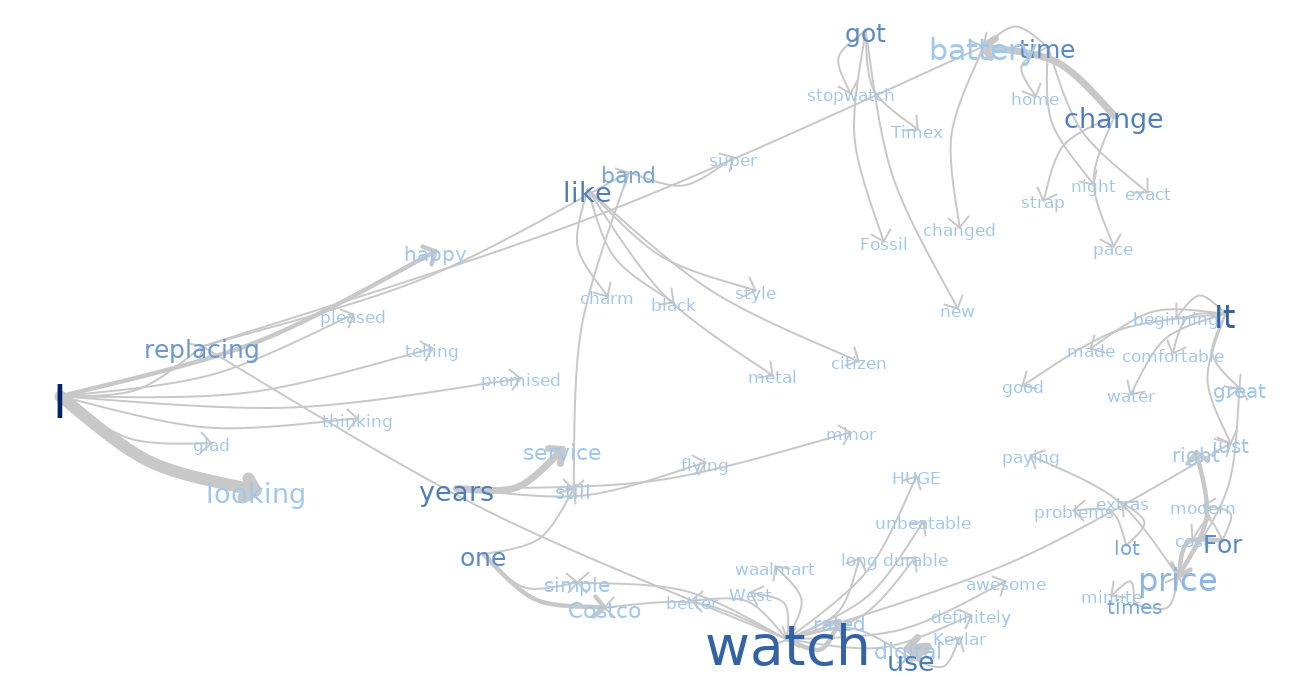 got
battery
time
stopwatch
home
change
Timex
super
band
like
night
exact
strap
changed
Fossil
pace
happy
charm
black
style
new
pleased
beginning
It
replacing
telling
made
comfortable
citizen
metal
promised
good
water
great
I
thinking
minor
glad
just
service
right
paying
flying
HUGE
looking
years
still
extras
modern
problems
unbeatable
cost
For
lot
one
long
durable
waalmart
simple
awesome
price
West
better
minute
times
Costco
rated
definitely
watch
Kevlar
digital
use